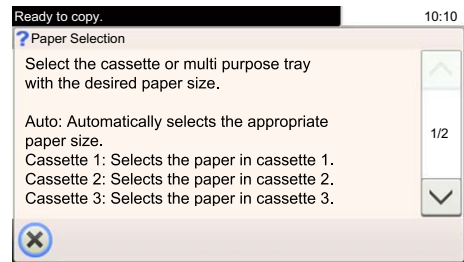 Ready to copy.
10:10
?Paper Selection
Select the cassette or multi purpose tray
with the desired paper size.
Auto: Automatically selects the appropriate
paper size.
Cassette 1: Selects the paper in cassette 1.
Cassette 2: Selects the paper in cassette 2.
Cassette 3: Selects the paper in cassette 3.
1/2